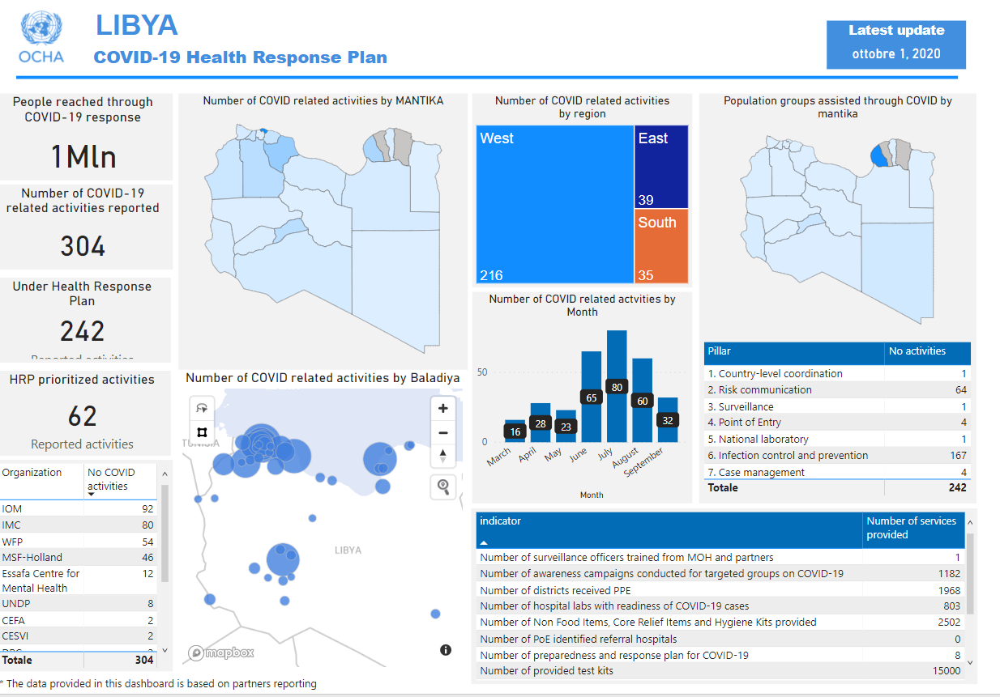 OCHA
LIBYA
COVID-19 Health Response Plan
Latest update
ottobre 1, 2020
People reached through
COVID-19 response
1Mln
Number of COVID-19
related activities reported
304
Under Health Response
Plan
242
Reported activities
HRP prioritized activities
62
Reported activities
Organization No COVID
activities
IOM 92
IMC 80
WFP 54
MSF-Holland 46
Essafa Centre for 12
Mental Health
UNDP 8
CEFA 2
CESVI 2
DRC 2
Totale 304
Number of COVID related activities by MANTIKA
Number of COVID related activities by Baladiya
TUNISIA
LIBYA
mapbox
Number of COVID related activities
by region
West
216
East
39
South
35
Number of COVID related actvities by
Month
50
0
16
28
23
65
80
60
32
March
April
May
June
July
August
September
Month
Population groups assisted through COVID by
mantika
Pillar No activities
1. Country-level coordination 1
2. Risk communication 64
3. Surveillance 1
4. Point of Entry 4
5. National laboratory 1
6. Infection control and prevention 167
7. Case management 4
Totale 242
indicator Number of services
provided
Number of surveillance officers trained from MOH and partners 1
Number of awareness campaigns conducted for targeted groups on COVID-19 1182
Number of districts received PPE 1968
Number of hospital labs with readiness of COVID-19 cases 803
Number of Non Food Items, Core Relief Items and Hygiene Kits provided 2502
Number of PoE identified referral hospitals 0
Number of preparedness and response plan for COVID-19 8
Number of provided test kits 15000
* The data provided in this dashboard is based on partners reporting